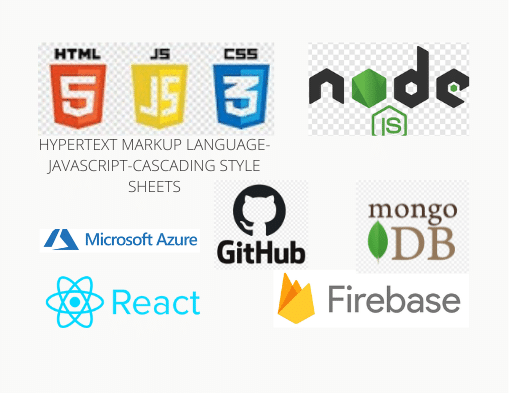 HTML JS CSS
5 JS 3
node
JS
HYPERTEXT MARKUP LANGUAGE-
JAVASCRIPT-CASCADING STYLE
SHEETS
Microsoft Azure
GitHub
mongo
DB
React
Firebase